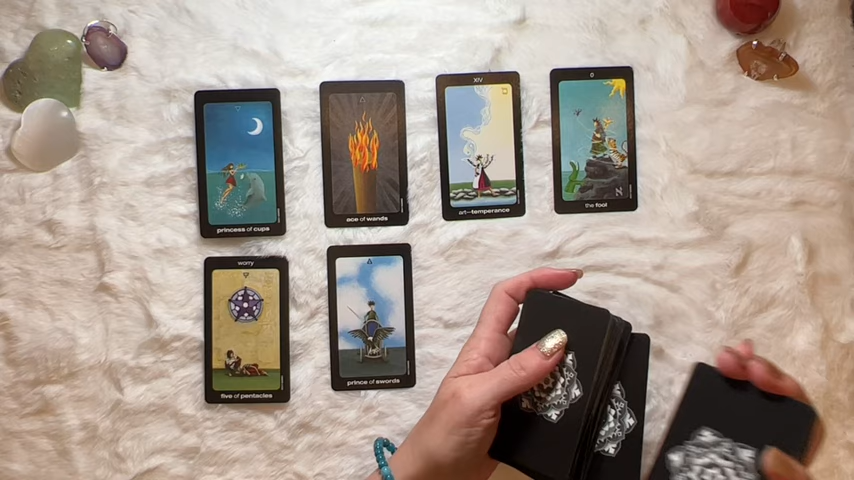 princess of cups
ace of wands
XIV
art—temperance
0
the fool
worry
five of pentacles
prince of swords